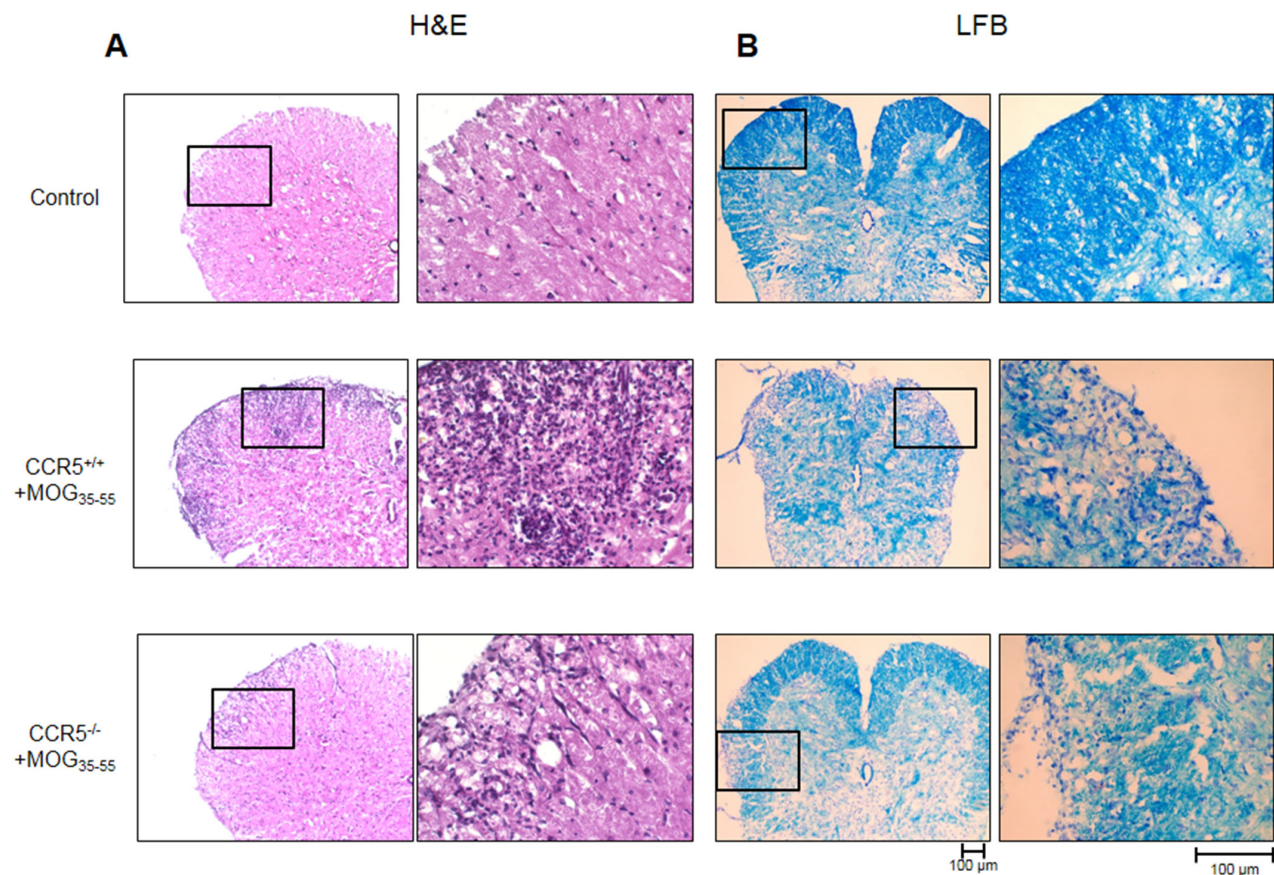 A
H&E
B
LFB
Control
CCR5+/+
+MOG35-55
CCR5-/-
+MOG35-55
100 μm
100 μm